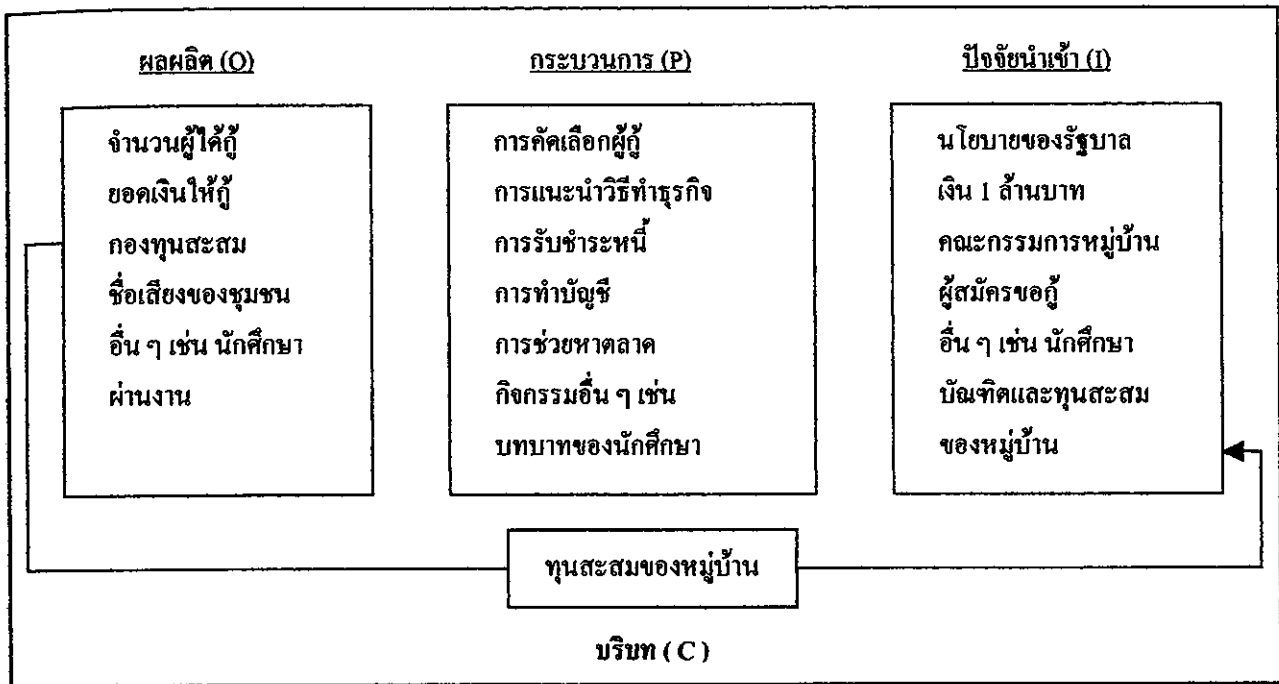 ผลผลิต (O)
จำนวนผู้ได้กู้
ยอดเงินให้กู้
กองทุนสะสม
ชื่อเสียงของชุมชน
อื่น ๆ เช่น นักศึกษา
ผ่านงาน
กระบวนการ (P)
การคัดเลือกผู้กู้
การแนะนำวิธีทำธุรกิจ
การรับชำระหนี้
การทำบัญชี
การช่วยหาตลาด
กิจกรรมอื่น ๆ เช่น
บทบาทของนักศึกษา
ปัจจัยนำเข้า (I)
นโยบายของรัฐบาล
เงิน 1 ล้านบาท
คณะกรรมการหมู่บ้าน
ผู้สมัครขอกู้
อื่น ๆ เช่น นักศึกษา
บัณฑิตและทุนสะสม
ของหมู่บ้าน
ทุนสะสมของหมู่บ้าน
บริบท ( C )